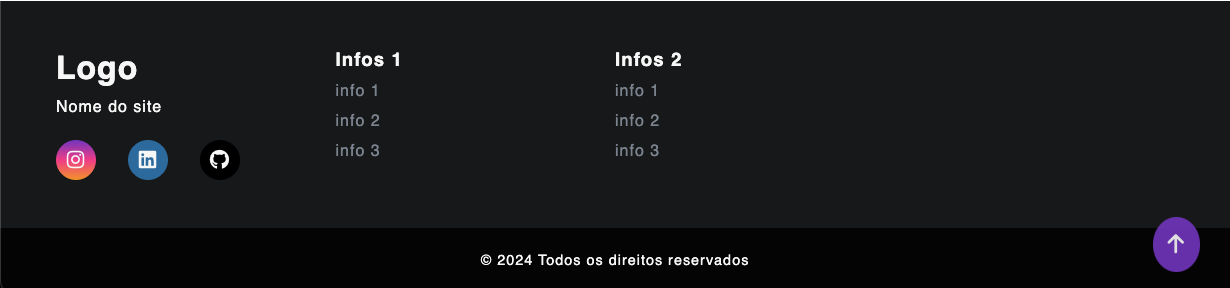 Logo
Nome do site
Infos 1
info 1
info 2
info 3
Infos 2
info 1
info 2
info 3
© 2024 Todos os direitos reservados